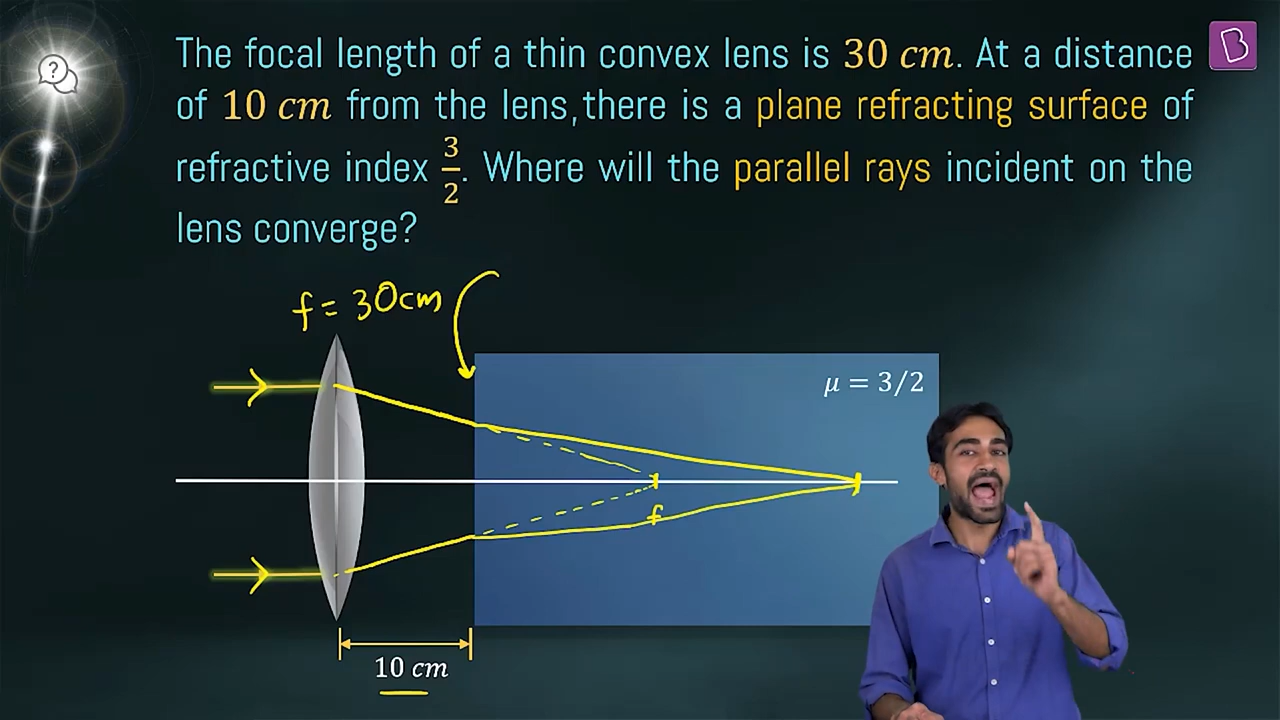 The focal length of a thin convex lens is 30 cm. At a distance
of 10 cm from the lens,there is a plane refracting surface of
refractive index 3/2. Where will the parallel rays incident on the
lens converge?
f = 30cm
μ = 3/2
f
10 cm